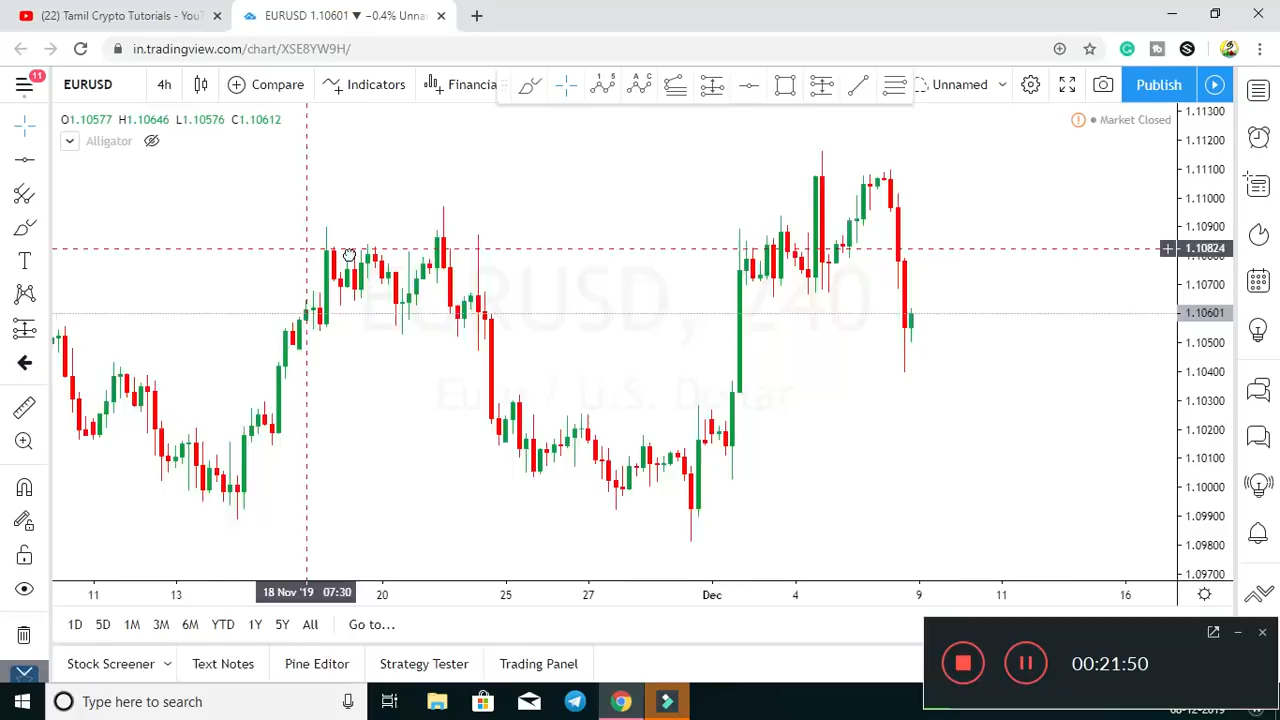 (22) Tamil Crypto Tutorials - YouT
EURUSD 1.10601 ▼ −0.4% Unna
in.tradingview.com/chart/XSE8YW9H/
11
EURUSD
4h
Compare
Indicators
Financia
Unnamed
Publish
O1.10577 H1.10646 L1.10576 C1.10612
Market Closed
Alligator
EURUSD, 240
Euro / U.S. Dollar
1.11300
1.11200
1.11100
1.11000
1.10900
1.10824
1.10700
1.10601
1.10500
1.10400
1.10300
1.10200
1.10100
1.10000
1.09900
1.09800
1.09700
11
13
18 Nov '19 07:30
20
25
27
Dec
4
9
11
16
1D 5D 1M 3M 6M YTD 1Y 5Y All Go to...
Stock Screener
Text Notes
Pine Editor
Strategy Tester
Trading Panel
00:21:50
Type here to search